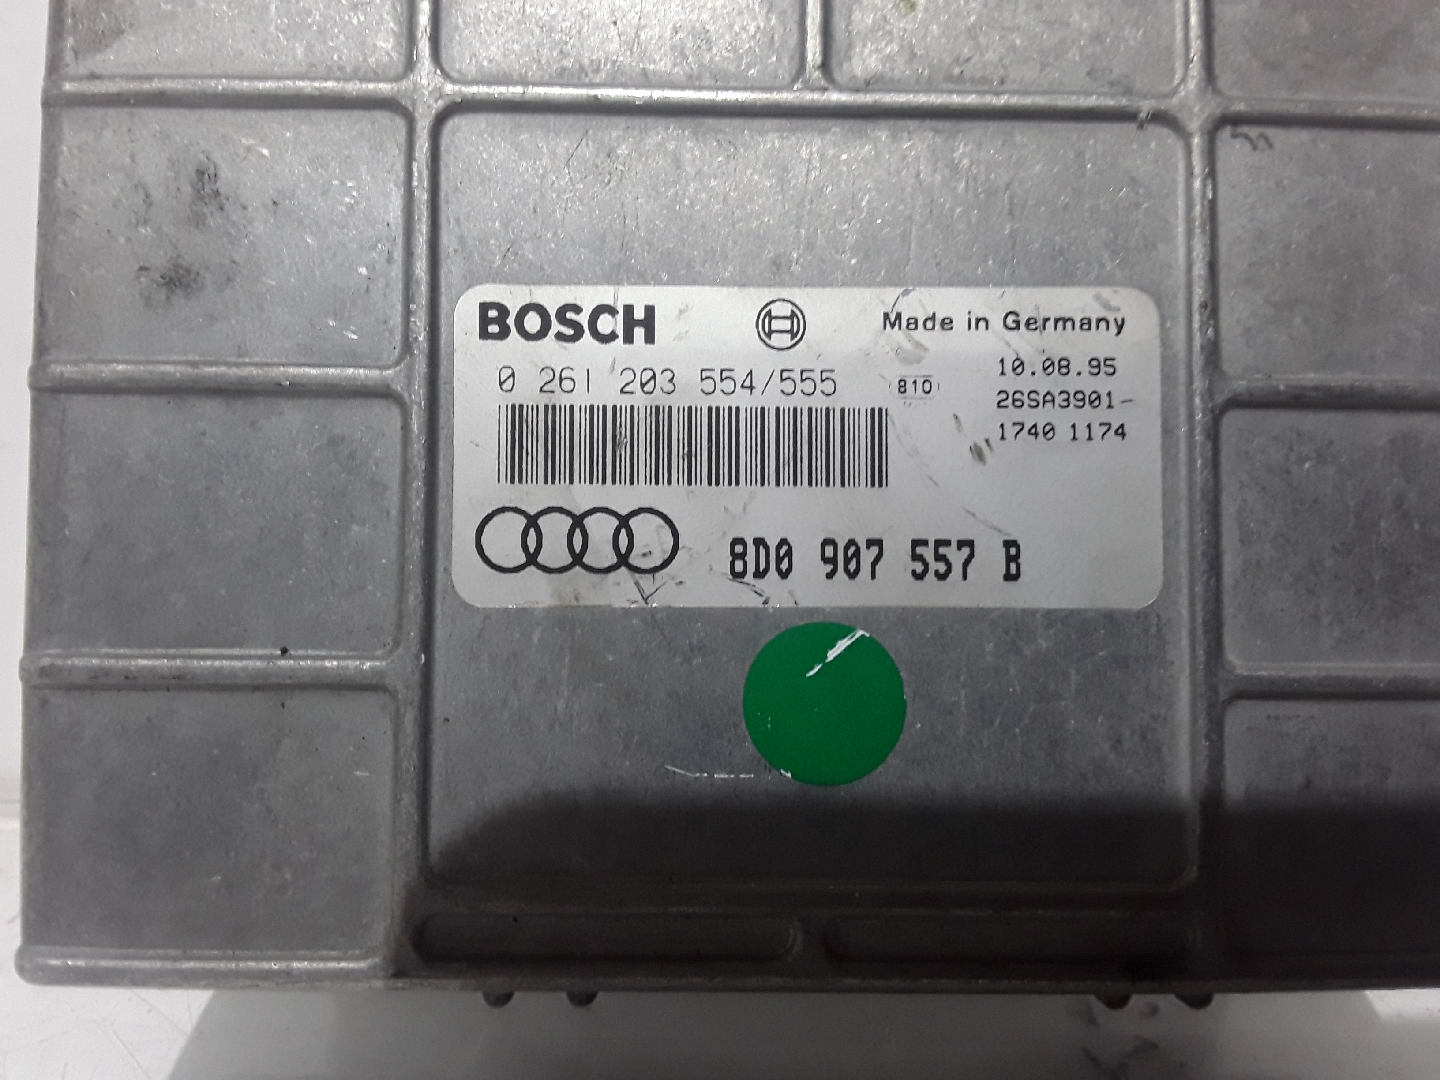 BOSCH Made in Germany
0 261 203 554/555 810 10.08.95
26SA3901-
1740 1174
8D0 907 557 B